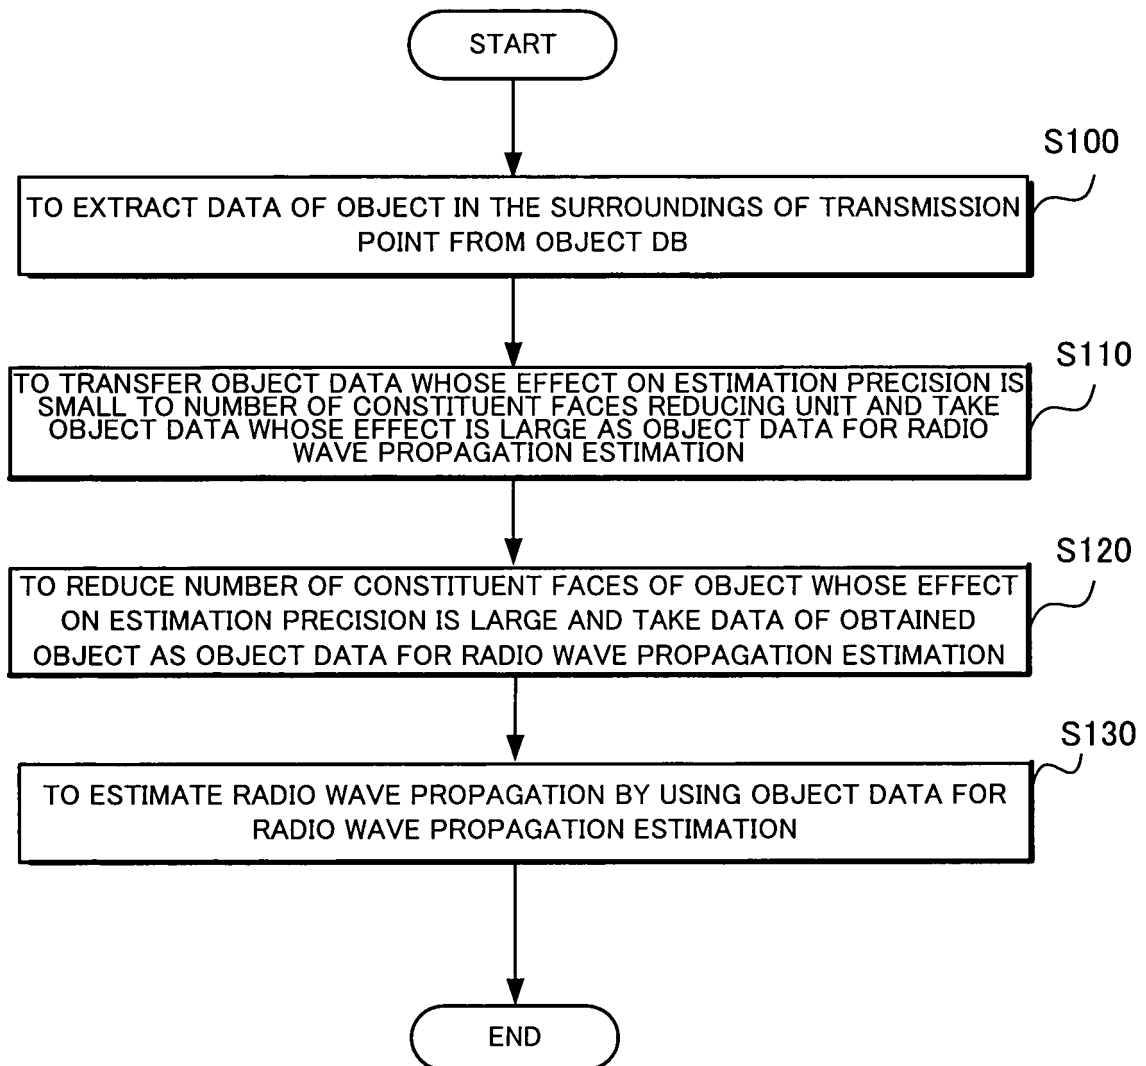 START
S100
TO EXTRACT DATA OF OBJECT IN THE SURROUNDINGS OF TRANSMISSION
POINT FROM OBJECT DB
S110
TO TRANSFER OBJECT DATA WHOSE EFFECT ON ESTIMATION PRECISION IS
SMALL TO NUMBER OF CONSTITUENT FACES REDUCING UNIT AND TAKE
OBJECT DATA WHOSE EFFECT IS LARGE AS OBJECT DATA FOR RADIO
WAVE PROPAGATION ESTIMATION
S120
TO REDUCE NUMBER OF CONSTITUENT FACES OF OBJECT WHOSE EFFECT
ON ESTIMATION PRECISION IS LARGE AND TAKE DATA OF OBTAINED
OBJECT AS OBJECT DATA FOR RADIO WAVE PROPAGATION ESTIMATION
S130
TO ESTIMATE RADIO WAVE PROPAGATION BY USING OBJECT DATA FOR
RADIO WAVE PROPAGATION ESTIMATION
END